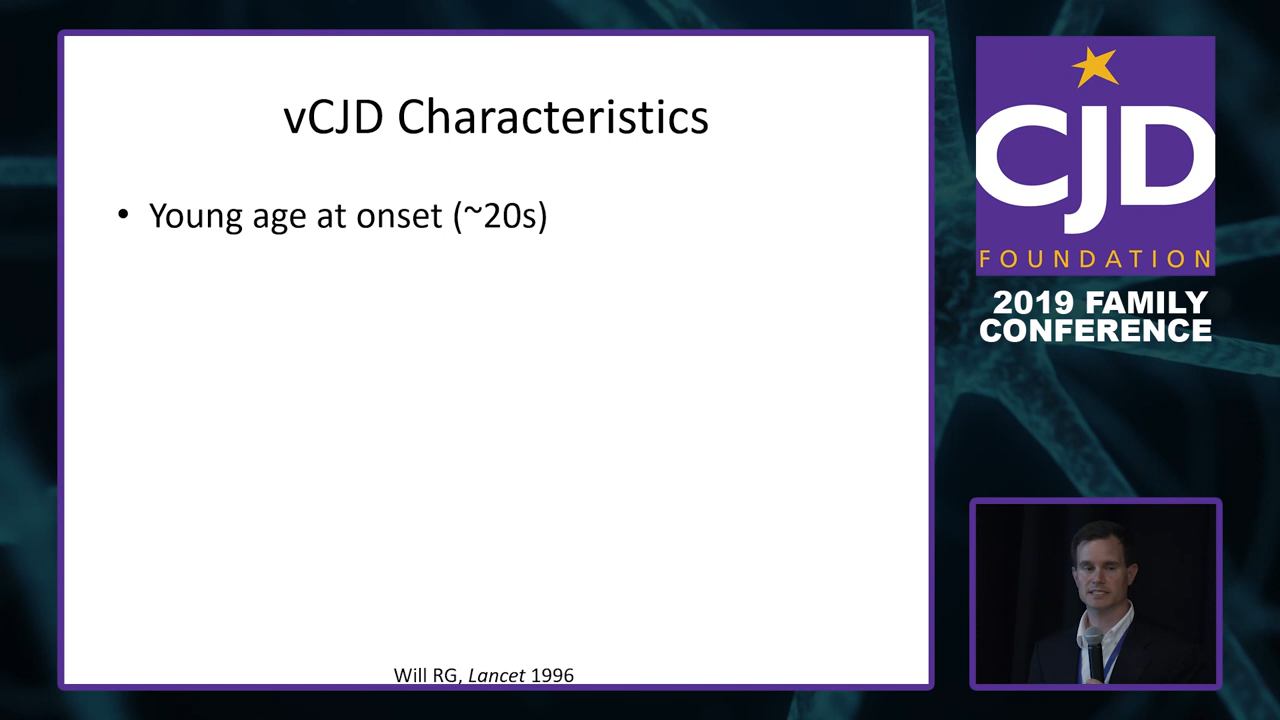 vCJD Characteristics
• Young age at onset (~20s)
Will RG, Lancet 1996
CJD
FOUNDATION
2019 FAMILY
CONFERENCE